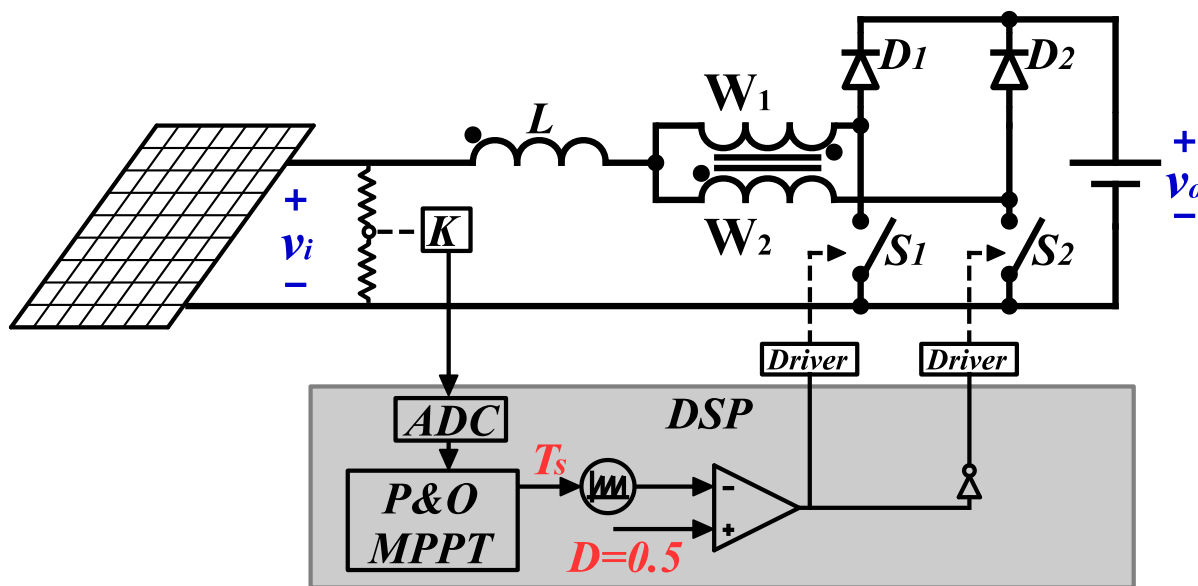 D1
D2
W1
L
+
+
vi
K
vo
W2
S1
S2
−
−
Driver
Driver
DSP
ADC
Ts
P&O
MPPT
-
+
D=0.5